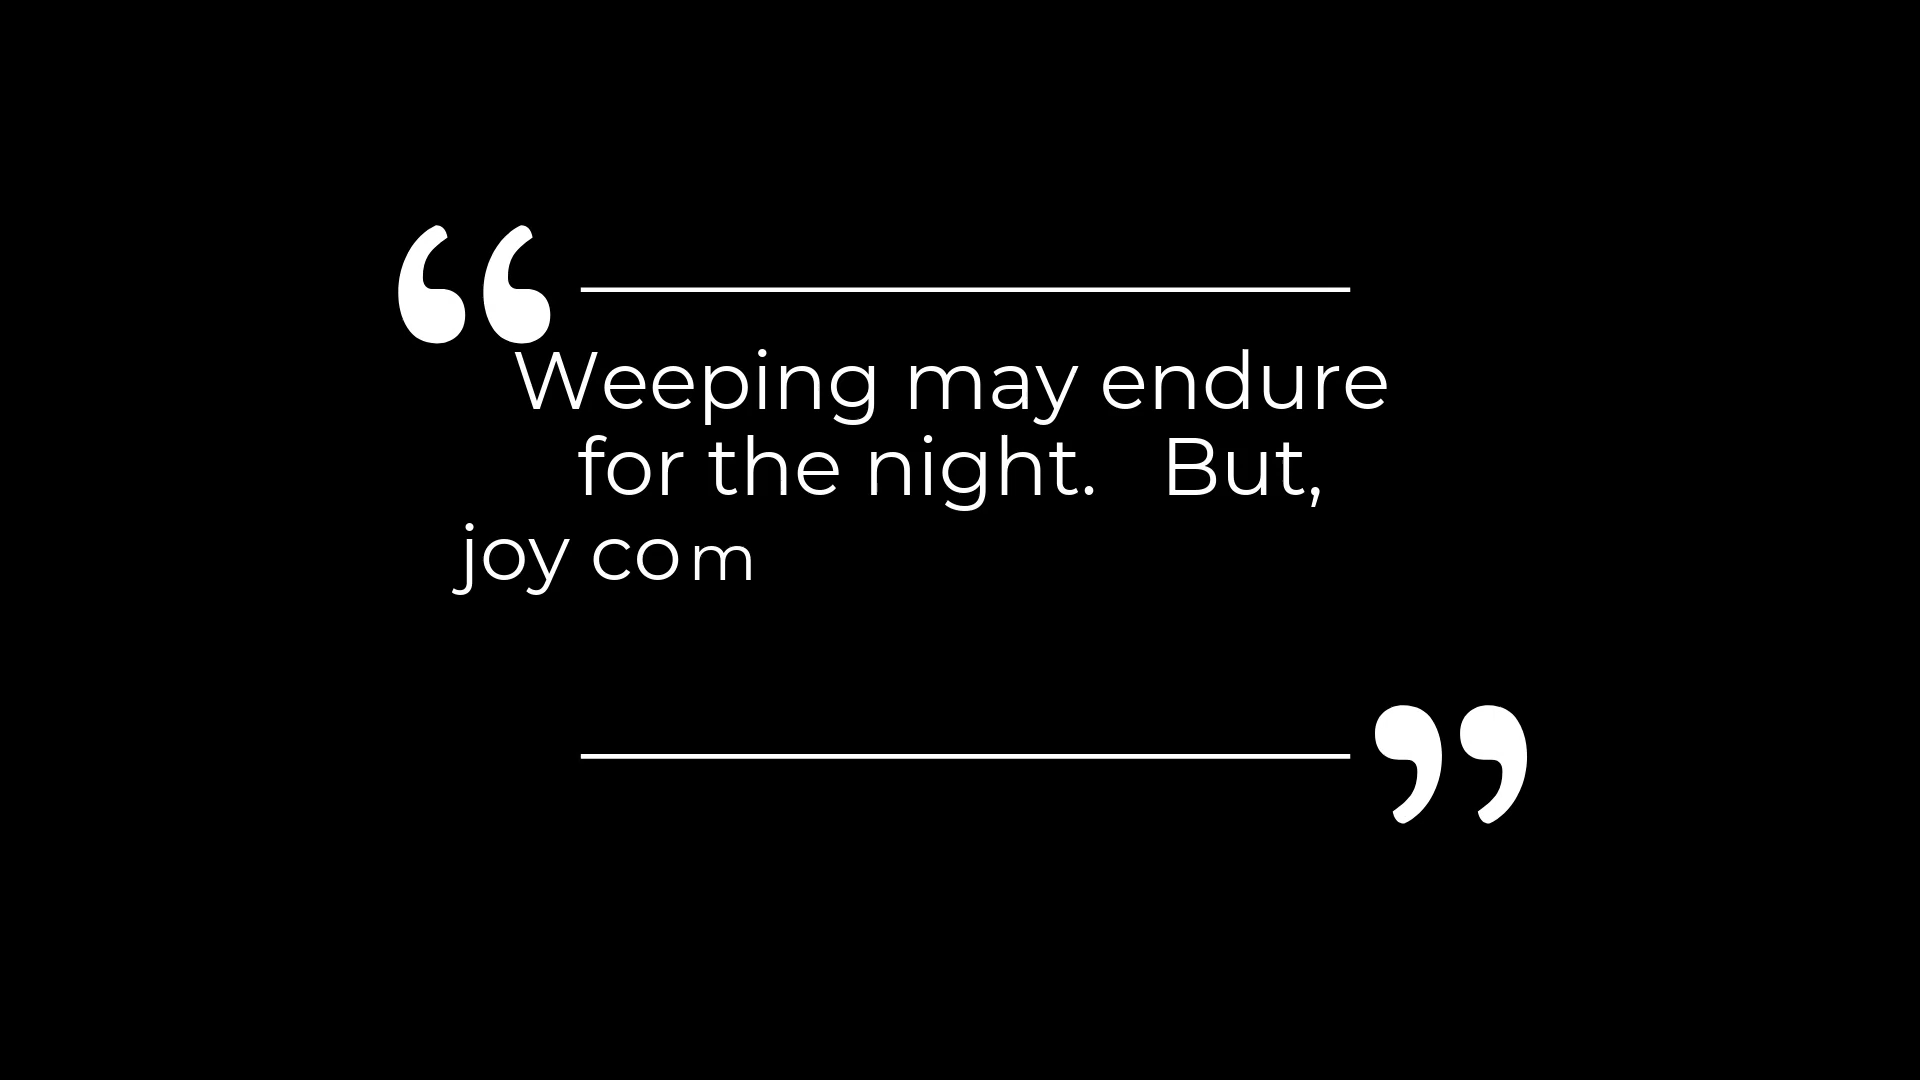 “
Weeping may endure
for the night.   But,
joy com
”